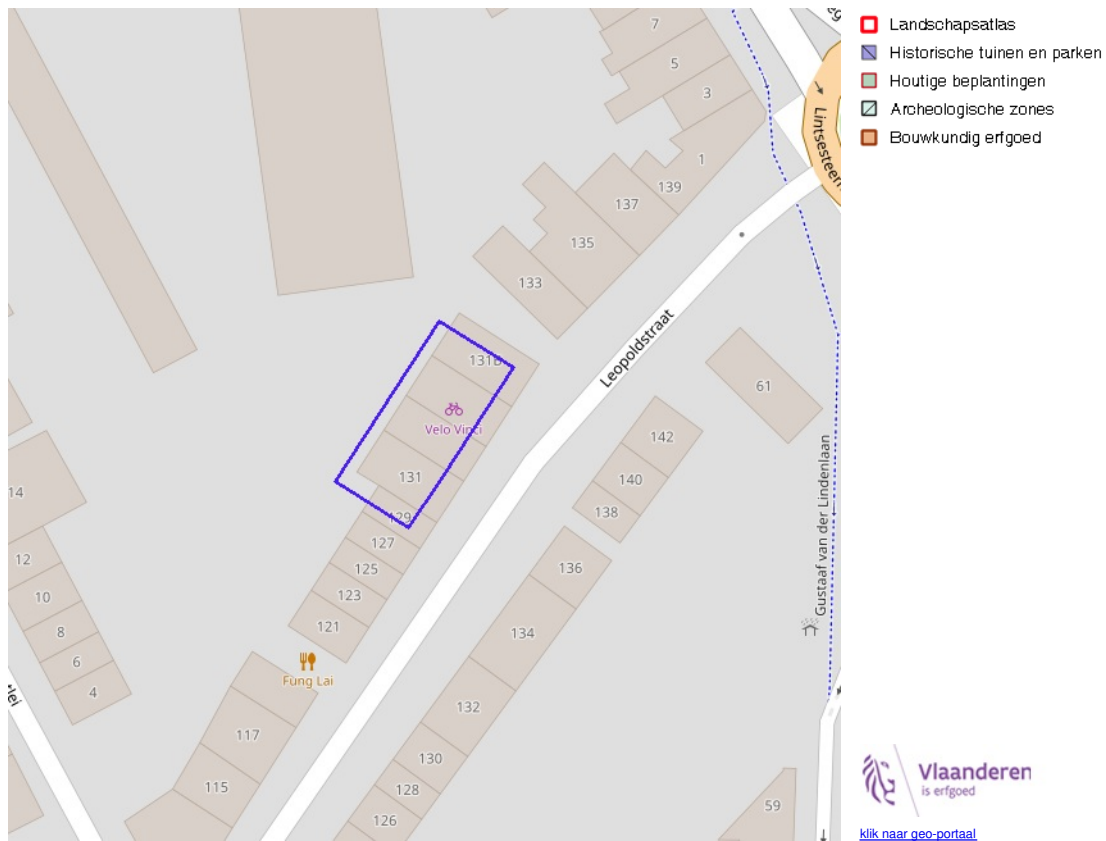 7
5
3
1
139
137
135
133
Lintsesteen
Leopoldstraat
131B
Velo Vinci
131
129
127
125
123
121
Fung Lai
117
115
61
142
140
138
136
134
132
130
128
126
59
Gustaaf van der Lindenlaan
14
12
10
8
6
4
Landschapsatlas
Historische tuinen en parken
Houtige beplantingen
Archeologische zones
Bouwkundig erfgoed
Vlaanderen
is erfgoed
klik naar geo-portaal